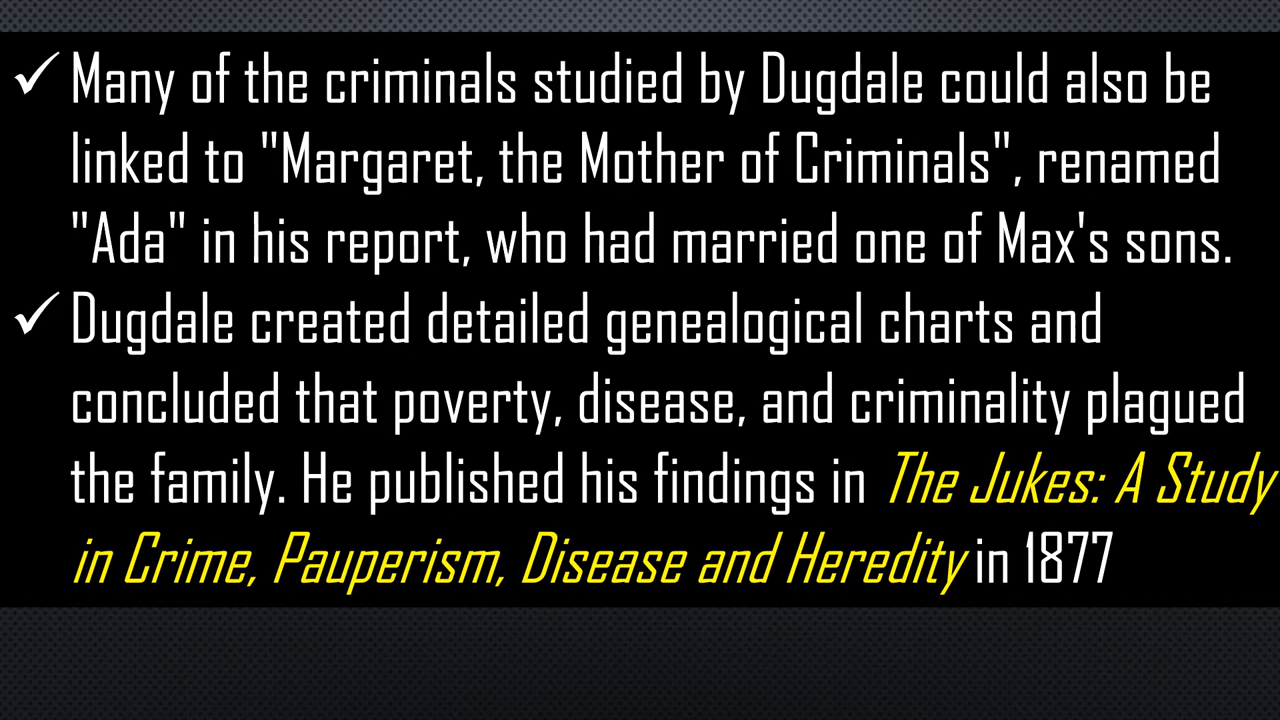 ✓ Many of the criminals studied by Dugdale could also be
linked to "Margaret, the Mother of Criminals", renamed
"Ada" in his report, who had married one of Max's sons.
✓ Dugdale created detailed genealogical charts and
concluded that poverty, disease, and criminality plagued
the family. He published his findings in The Jukes: A Study
in Crime, Pauperism, Disease and Heredity in 1877